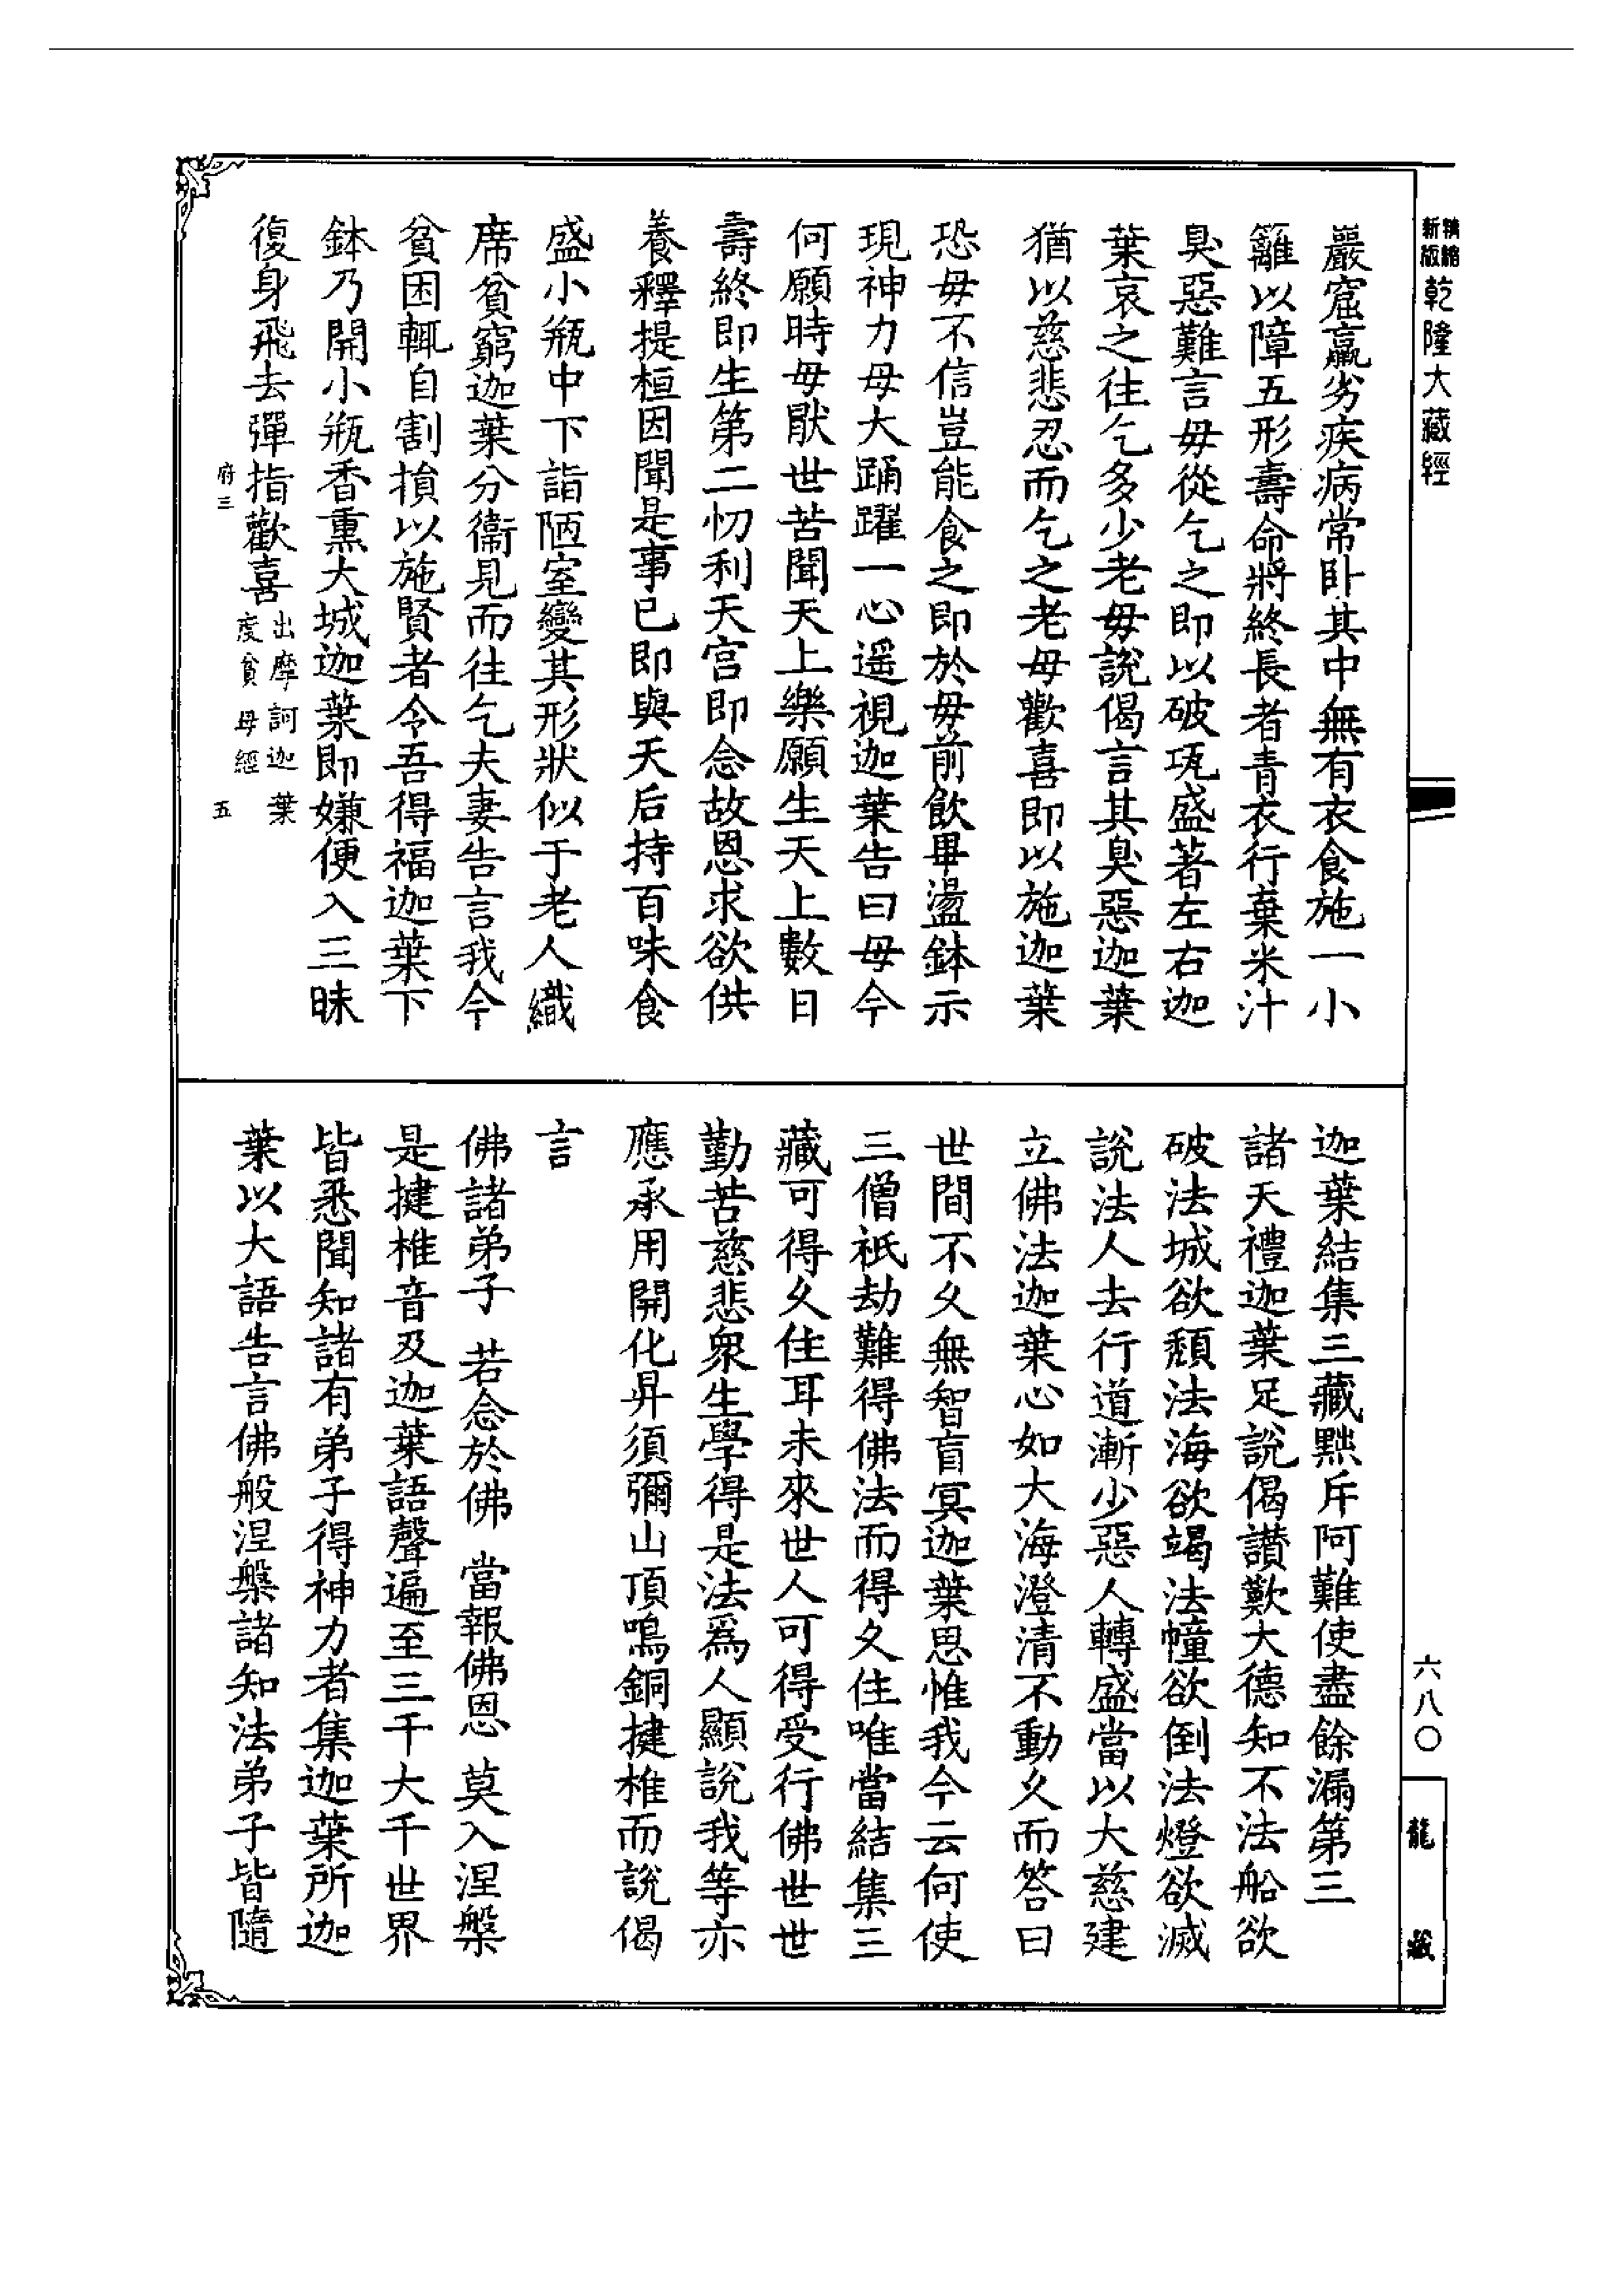 新版
乾隆大藏經
嚴窟羸劣疾病常卧其中無有衣食施一小
籬以障五形壽命將終長者青衣行棄米汁
臭惡難言毋從乞之即以破瓨盛著左右迦
葉哀之往乞多少老毋說偈言其臭惡迦葉
猶以慈悲忍而乞之老毋歡喜即以施迦葉
恐毋不信豈能食之即於毋前飲畢盪鉢示
現神力母大踊躍一心遥視迦葉告曰毋今
何願時毋猒世苦聞天上樂願生天上數日
壽終即生第二忉利天宫即念故恩求欲供
養釋提桓因聞是事已即與天后持百味食
盛小瓶中下詣陋室變其形狀似于老人織
席貧窮迦葉分衞見而往乞夫妻告言我今
貧困輒自割損以施賢者令吾得福迦葉下
鉢乃開小瓶香熏大城迦葉即嫌便入三昧
復身飛去彈指歡喜出摩訶迦葉度貧母經
府三
五
迦葉結集三藏黜斥阿難使盡餘漏第三
諸天禮迦葉足說偈讃歎大德知不法船欲
破法城欲頹法海欲竭法幢欲倒法燈欲滅
說法人去行道漸少惡人轉盛當以大慈建
立佛法迦葉心如大海澄清不動久而答曰
世間不久無智盲冥迦葉思惟我今云何使
三僧祇劫難得佛法而得久住唯當結集三
藏可得久住耳未來世人可得受行佛世世
勤苦慈悲衆生學得是法爲人顯說我等亦
應承用開化昇須彌山頂鳴銅揵椎而說偈
言
佛諸弟子 若念於佛 當報佛恩 莫入涅槃
是揵椎音及迦葉語聲遍至三千大千世界
皆悉聞知諸有弟子得神力者集迦葉所迦
葉以大語告言佛般涅槃諸知法弟子皆隨
六八〇
龍藏